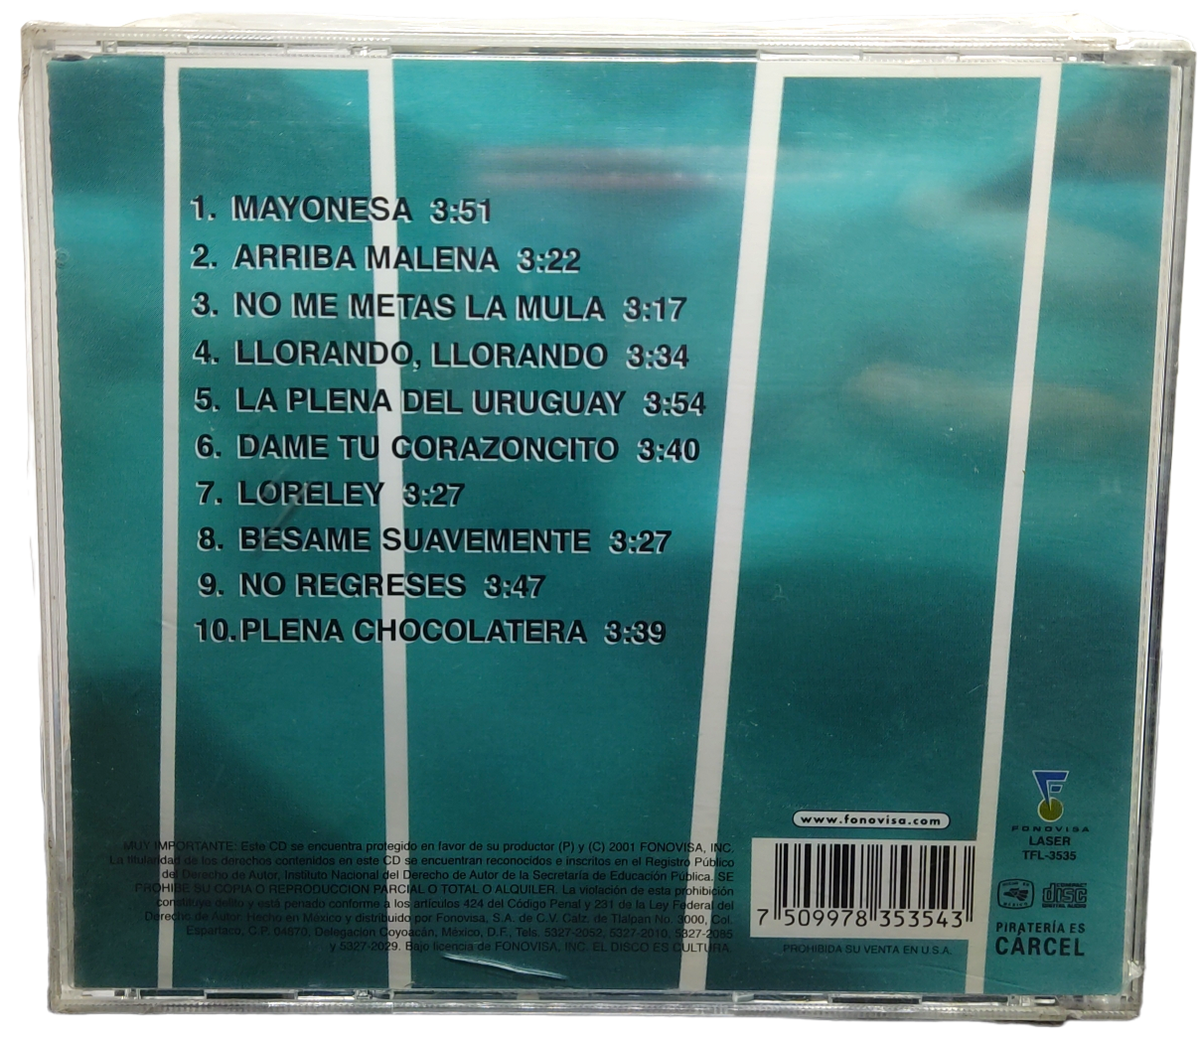 1. MAYONESA 3:51
2. ARRIBA MALENA 3:22
3. NO ME METAS LA MULA 3:17
4. LLORANDO, LLORANDO 3:34
5. LA PLENA DEL URUGUAY 3:54
6. DAME TU CORAZONCITO 3:40
7. LORELEY 3:27
8. BESAME SUAVEMENTE 3:27
9. NO REGRESES 3:47
10. PLENA CHOCOLATERA 3:39
MUY IMPORTANTE: Este CD se encuentra protegido en favor de su productor (P) y (C) 2001 FONOVISA, INC.
La titularidad de los derechos contenidos en este CD se encuentran reconocidos e inscritos en el Registro Público
del Derecho de Autor, Instituto Nacional del Derecho de Autor de la Secretaría de Educación Pública. SE
PROHIBE SU COPIA O REPRODUCCION PARCIAL O TOTAL O ALQUILER. La violación de esta prohibición
constituye delito y está penado conforme a los artículos 424 del Código Penal y 231 de la Ley Federal del
Derecho de Autor. Hecho en México y distribuido por Fonovisa, S.A. de C.V. Calz. de Tlalpan No. 3000, Col.
Espartaco, C.P. 04870, Delegación Coyoacán, México, D.F., Tels. 5327-2052, 5327-2010, 5327-2085
y 5327-2029. Bajo licencia de FONOVISA, INC. EL DISCO ES CULTURA.
www.fonovisa.com
7 509978 353543
PROHIBIDA SU VENTA EN U.S.A.
FONOVISA
LASER
TFL-3535
disc
DIGITAL AUDIO
PIRATERÍA ES
CÁRCEL